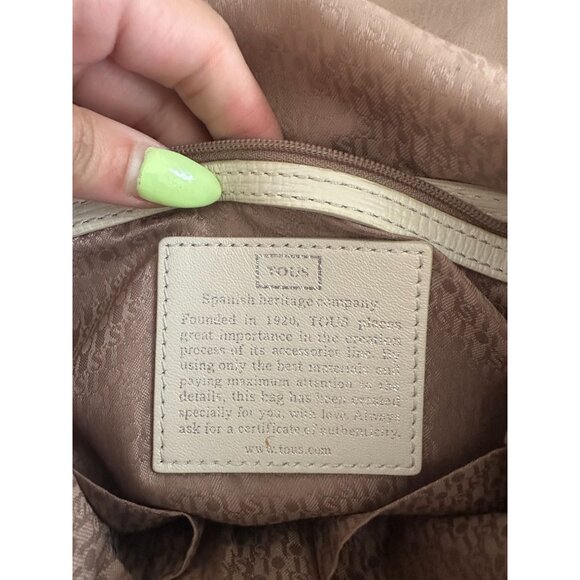 TOUS
Spanish heritage company
Founded in 1920, TOUS places
great importance in the creation
process of its accessories line. By
using only the best materials and
paying maximum attention to the
details, this bag has been created
specially for you, with love. Always
ask for a certificate of authenticity.
www.tous.com